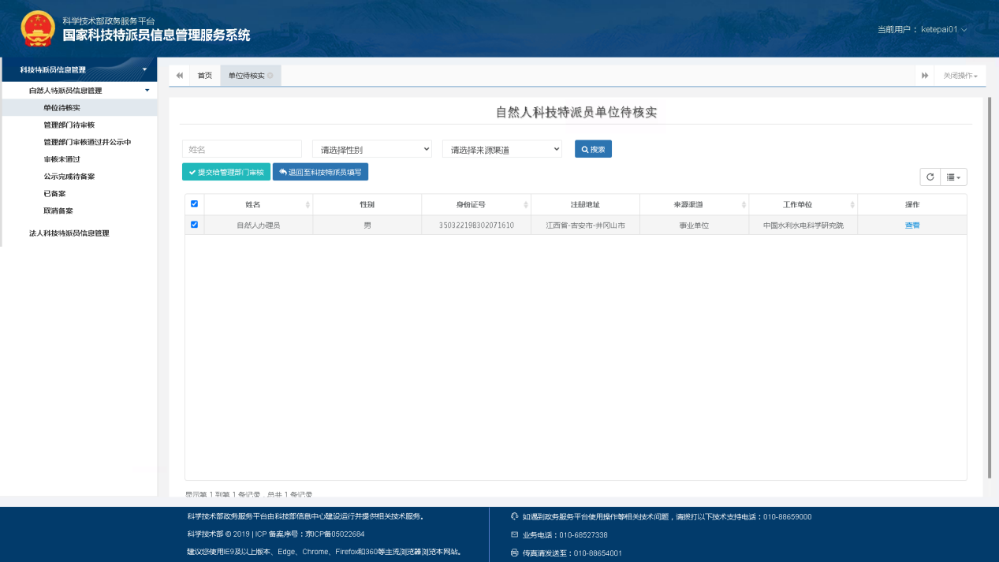 科学技术部政务服务平台
国家科技特派员信息管理服务系统
当前用户： ketepai01
科技特派员信息管理
自然人特派员信息管理
单位待核实
管理部门待审核
管理部门审核通过并公示中
审核未通过
公示完成待备案
已备案
取消备案
法人科技特派员信息管理
首页 单位待核实 关闭操作
自然人科技特派员单位待核实
姓名 请选择性别 请选择来源渠道 搜索
提交给管理部门审核 退回至科技特派员填写
姓名 性别 身份证号 注册地址 来源渠道 工作单位 操作
自然人办理员 男 350322198302071610 江西省-吉安市-井冈山市 事业单位 中国水利水电科学研究院 查看
显示第 1 到第 1 条记录，总共 1 条记录
科学技术部政务服务平台由科技部信息中心建设运行并提供相关技术服务。
科学技术部 © 2019 | ICP 备案序号：京ICP备05022684
建议您使用IE9及以上版本、Edge、Chrome、Firefox和360等主流浏览器浏览本网站。
如遇到政务服务平台使用操作等相关技术问题，请拨打以下技术支持电话：010-88659000
业务电话：010-68527338
传真请发送至：010-88654001